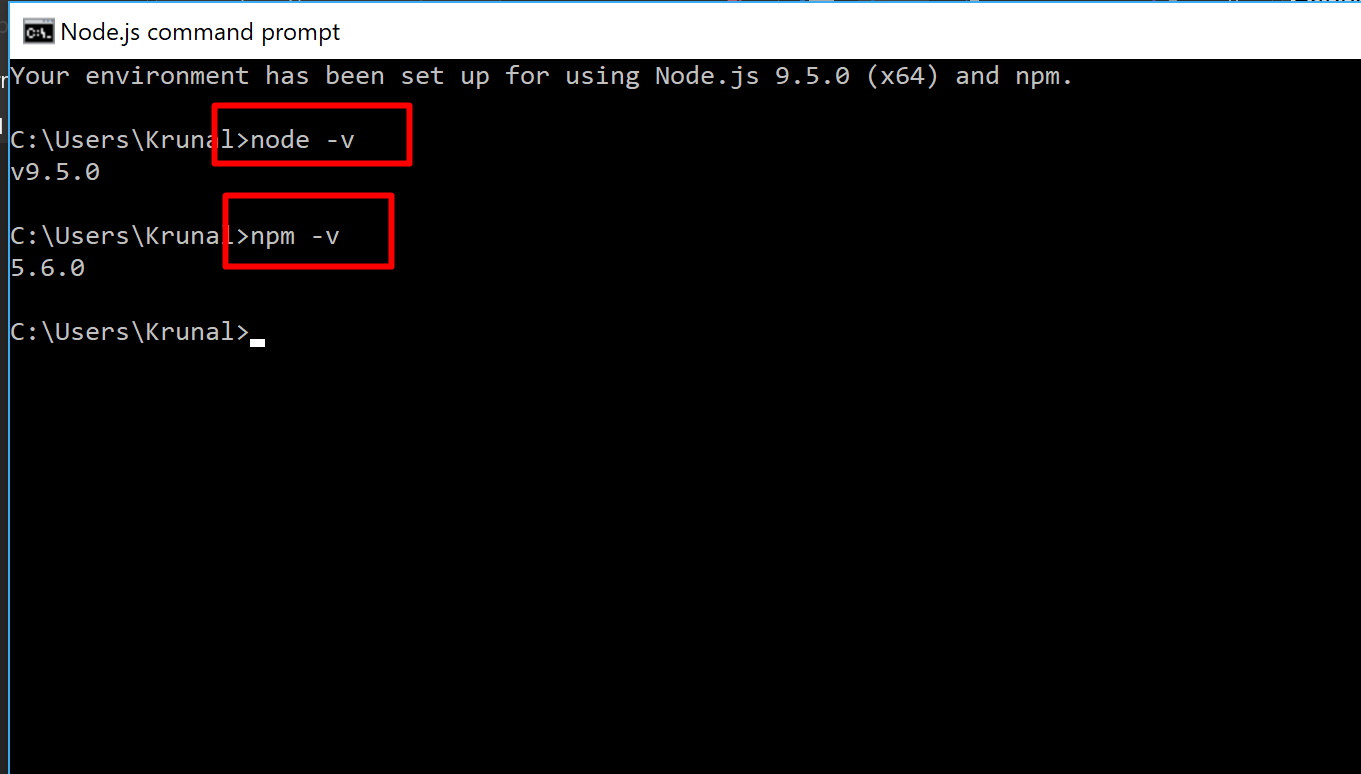 Node.js command prompt
Your environment has been set up for using Node.js 9.5.0 (x64) and npm.
C:\Users\Krunal>node -v
v9.5.0
C:\Users\Krunal>npm -v
5.6.0
C:\Users\Krunal>